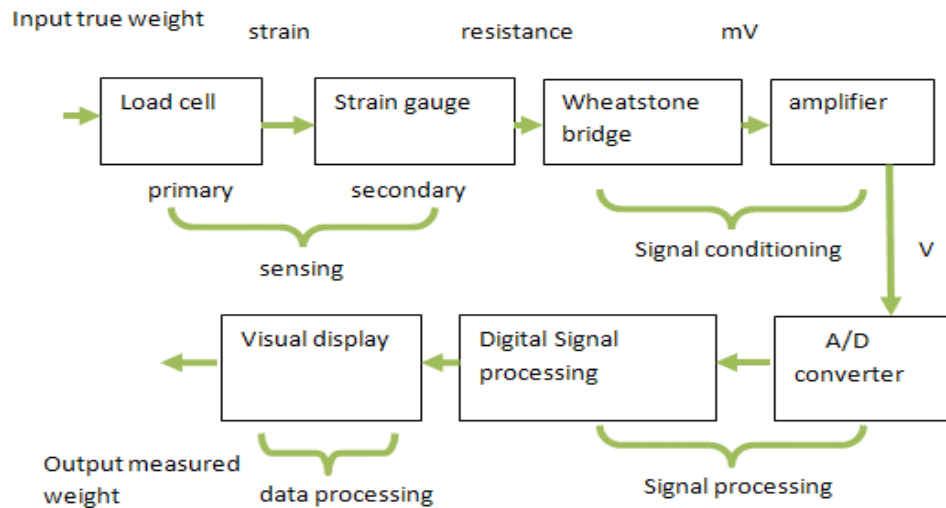 Input true weight
strain
resistance
mV
Load cell
Strain gauge
Wheatstone
bridge
amplifier
primary
secondary
sensing
Signal conditioning
V
Visual display
Digital Signal
processing
A/D
converter
Output measured
weight
data processing
Signal processing